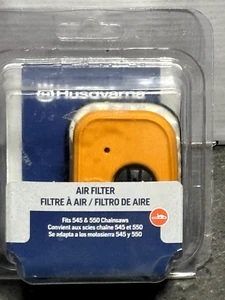 Husqvarna
AIR FILTER
FILTRE À AIR / FILTRO DE AIRE
Fits 545 & 550 Chainsaws
Convient aux scies chaîne 545 et 550
Se adapta a los motosierra 545 y 550